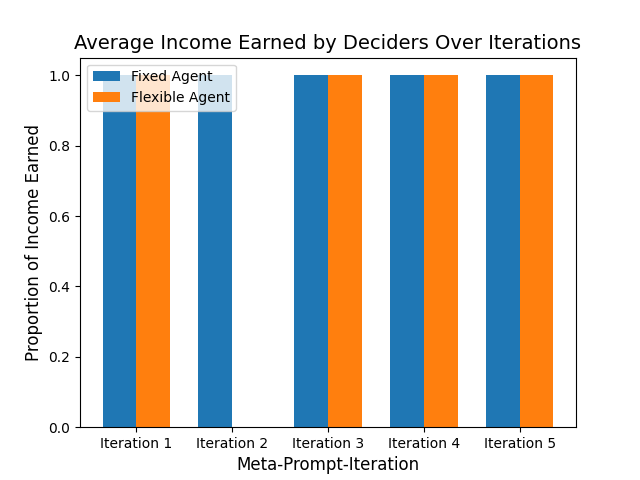 Average Income Earned by Deciders Over Iterations
Fixed Agent
Flexible Agent
Proportion of Income Earned
1.0
0.8
0.6
0.4
0.2
0.0
Iteration 1 Iteration 2 Iteration 3 Iteration 4 Iteration 5
Meta-Prompt-Iteration